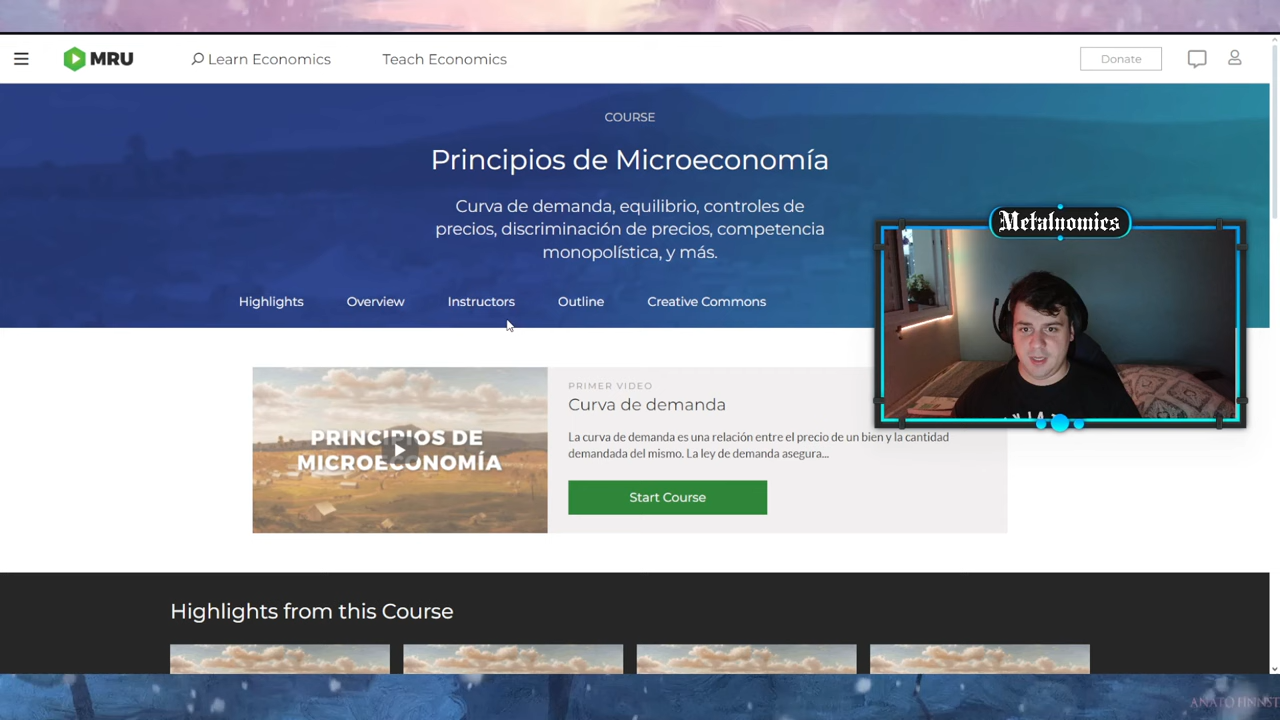 MRU
Learn Economics
Teach Economics
Donate
COURSE
Principios de Microeconomía
Curva de demanda, equilibrio, controles de
precios, discriminación de precios, competencia
monopolística, y más.
Highlights
Overview
Instructors
Outline
Creative Commons
Metalnomics
PRINCIPIOS DE
MICROECONOMÍA
PRIMER VIDEO
Curva de demanda
La curva de demanda es una relación entre el precio de un bien y la cantidad
demandada del mismo. La ley de demanda asegura...
Start Course
Highlights from this Course